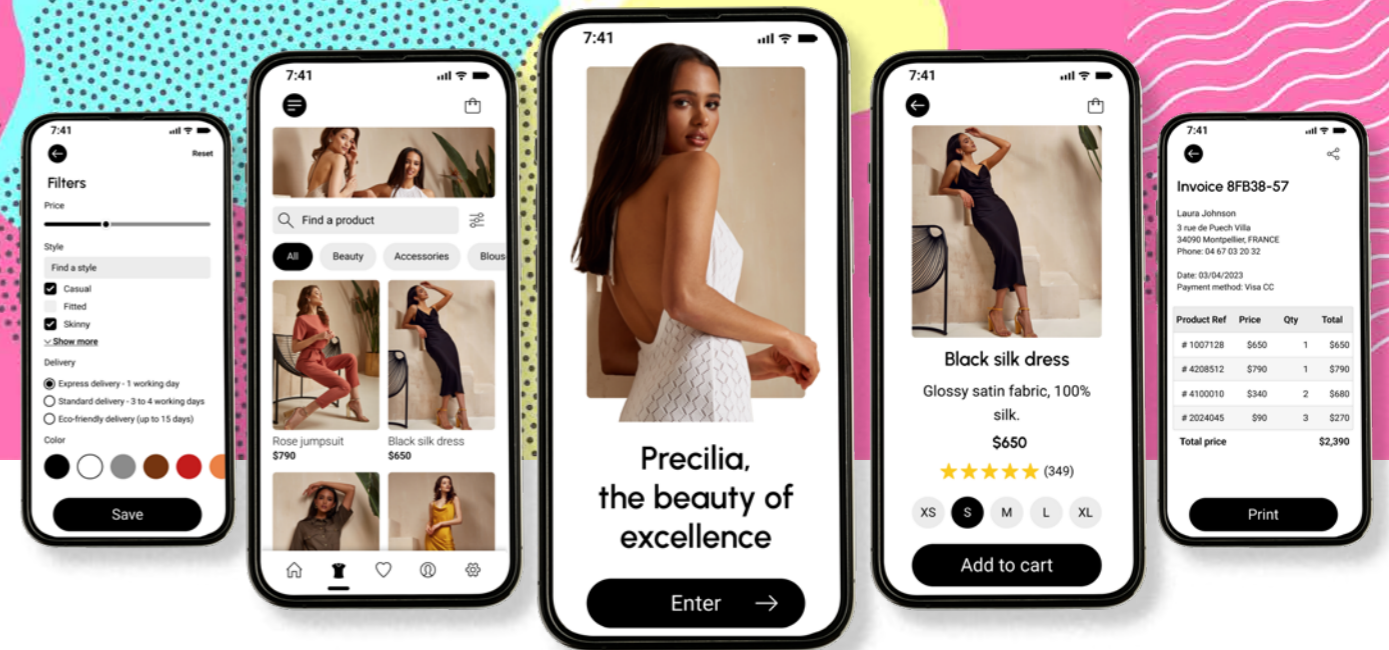 7:41
Reset
Filters
Price
Style
Find a style
Casual
Fitted
Skinny
Show more
Delivery
Express delivery - 1 working day
Standard delivery - 3 to 4 working days
Eco-friendly delivery (up to 15 days)
Color
Save
7:41
Find a product
All Beauty Accessories Blous
Rose jumpsuit Black silk dress
$790 $650
7:41
Precilia,
the beauty of
excellence
Enter
7:41
Black silk dress
Glossy satin fabric, 100%
silk.
$650
(349)
XS S M L XL
Add to cart
7:41
Invoice 8FB38-57
Laura Johnson
3 rue de Puech Villa
34090 Montpellier, FRANCE
Phone: 04 67 03 20 32
Date: 03/04/2023
Payment method: Visa CC
Product Ref Price Qty Total
# 1007128 $650 1 $650
# 4208512 $790 1 $790
# 4100010 $340 2 $680
# 2024045 $90 3 $270
Total price $2,390
Print